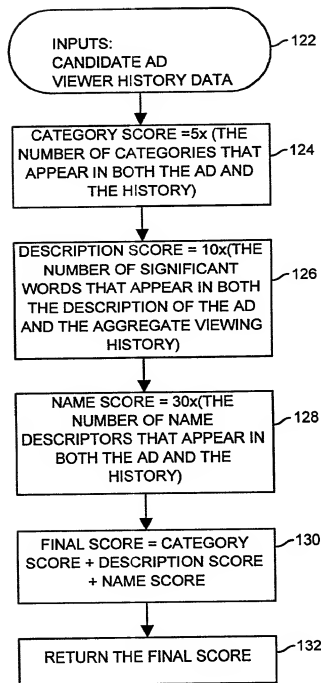 INPUTS:
CANDIDATE AD
VIEWER HISTORY DATA
122
CATEGORY SCORE =5x (THE
NUMBER OF CATEGORIES THAT
APPEAR IN BOTH THE AD AND
THE HISTORY)
124
DESCRIPTION SCORE = 10x(THE
NUMBER OF SIGNIFICANT
WORDS THAT APPEAR IN BOTH
THE DESCRIPTION OF THE AD
AND THE AGGREGATE VIEWING
HISTORY)
126
NAME SCORE = 30x(THE
NUMBER OF NAME
DESCRIPTORS THAT APPEAR IN
BOTH THE AD AND THE
HISTORY)
128
FINAL SCORE = CATEGORY
SCORE + DESCRIPTION SCORE
+ NAME SCORE
130
RETURN THE FINAL SCORE
132